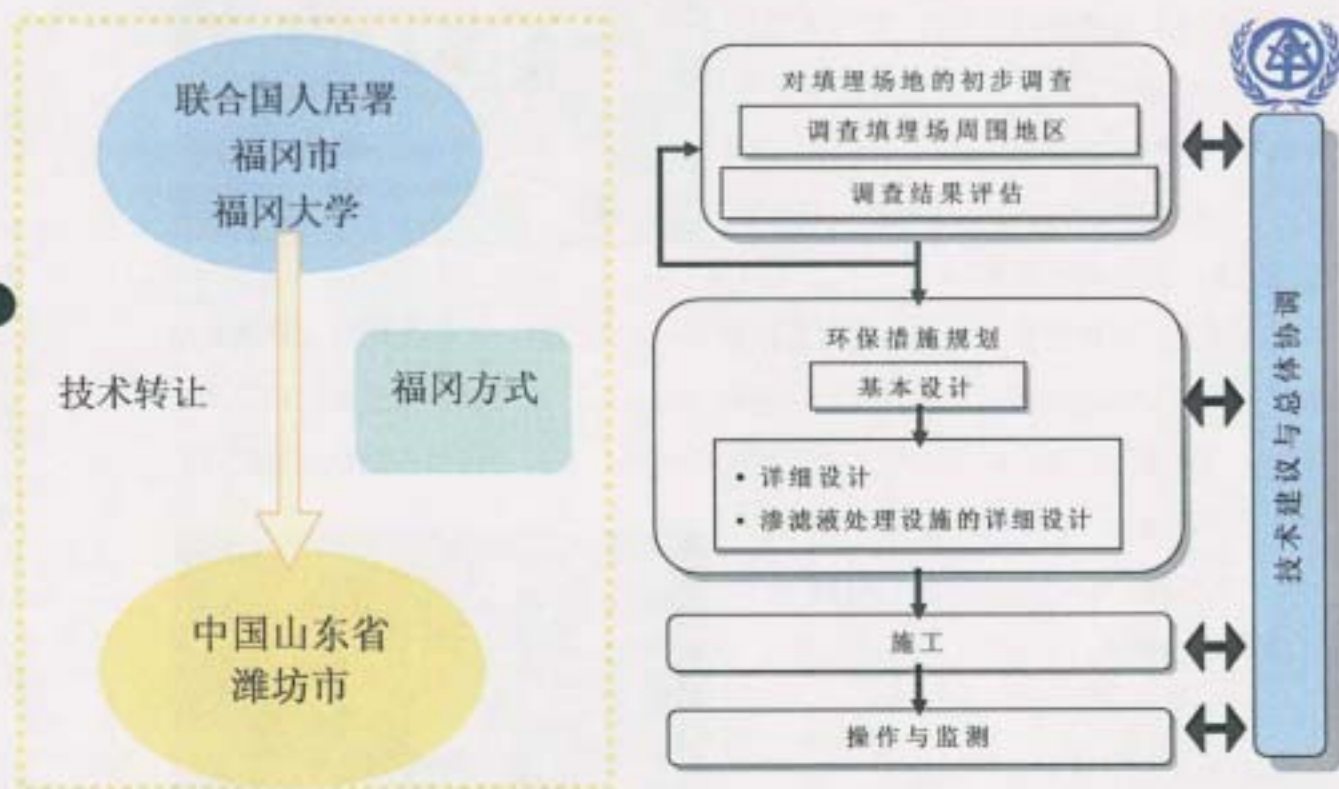 联合国人居署
福冈市
福冈大学
技术转让
福冈方式
中国山东省
潍坊市
对填埋场地的初步调查
调查填埋场周围地区
调查结果评估
环保措施规划
基本设计
• 详细设计
• 渗滤液处理设施的详细设计
施工
操作与监测
技术建议与总体协调